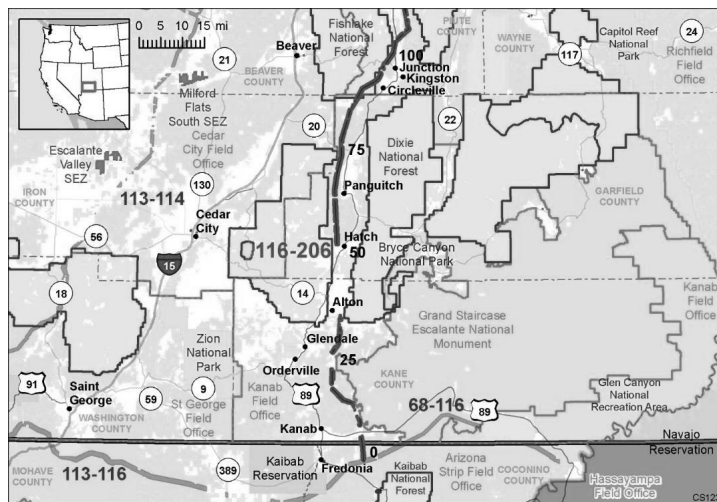 0 5 10 15 mi
Fishlake
National
Forest
PIUTE
COUNTY
WAYNE
COUNTY
Capitol Reef
National
Park
24
Richfield
Field
Office
117
Beaver
21
BEAVER
COUNTY
100
Junction
Kingston
Circleville
Milford
Flats
South SEZ
Cedar
City Field
Office
20
22
Dixie
National
Forest
75
Escalante
Valley
SEZ
130
Panguitch
GARFIELD
COUNTY
IRON
COUNTY
113-114
Cedar
City
56
116-206
Hatch
50
Bryce Canyon
National Park
15
18
14
Alton
Kanab
Field
Office
Grand Staircase
Escalante National
Monument
Zion
National
Park
Glendale
25
Orderville
KANE
COUNTY
91
Saint
George
59
9
Kanab
Field
Office
89
68-116
89
Glen Canyon
National
Recreation Area
WASHINGTON
COUNTY
St George
Field
Office
Kanab
0
Navajo
Reservation
MOHAVE
COUNTY
113-116
389
Kaibab
Reservation
Fredonia
Kaibab
National
Forest
Arizona
Strip Field
Office
COCONINO
COUNTY
Hassayampa
Field Office